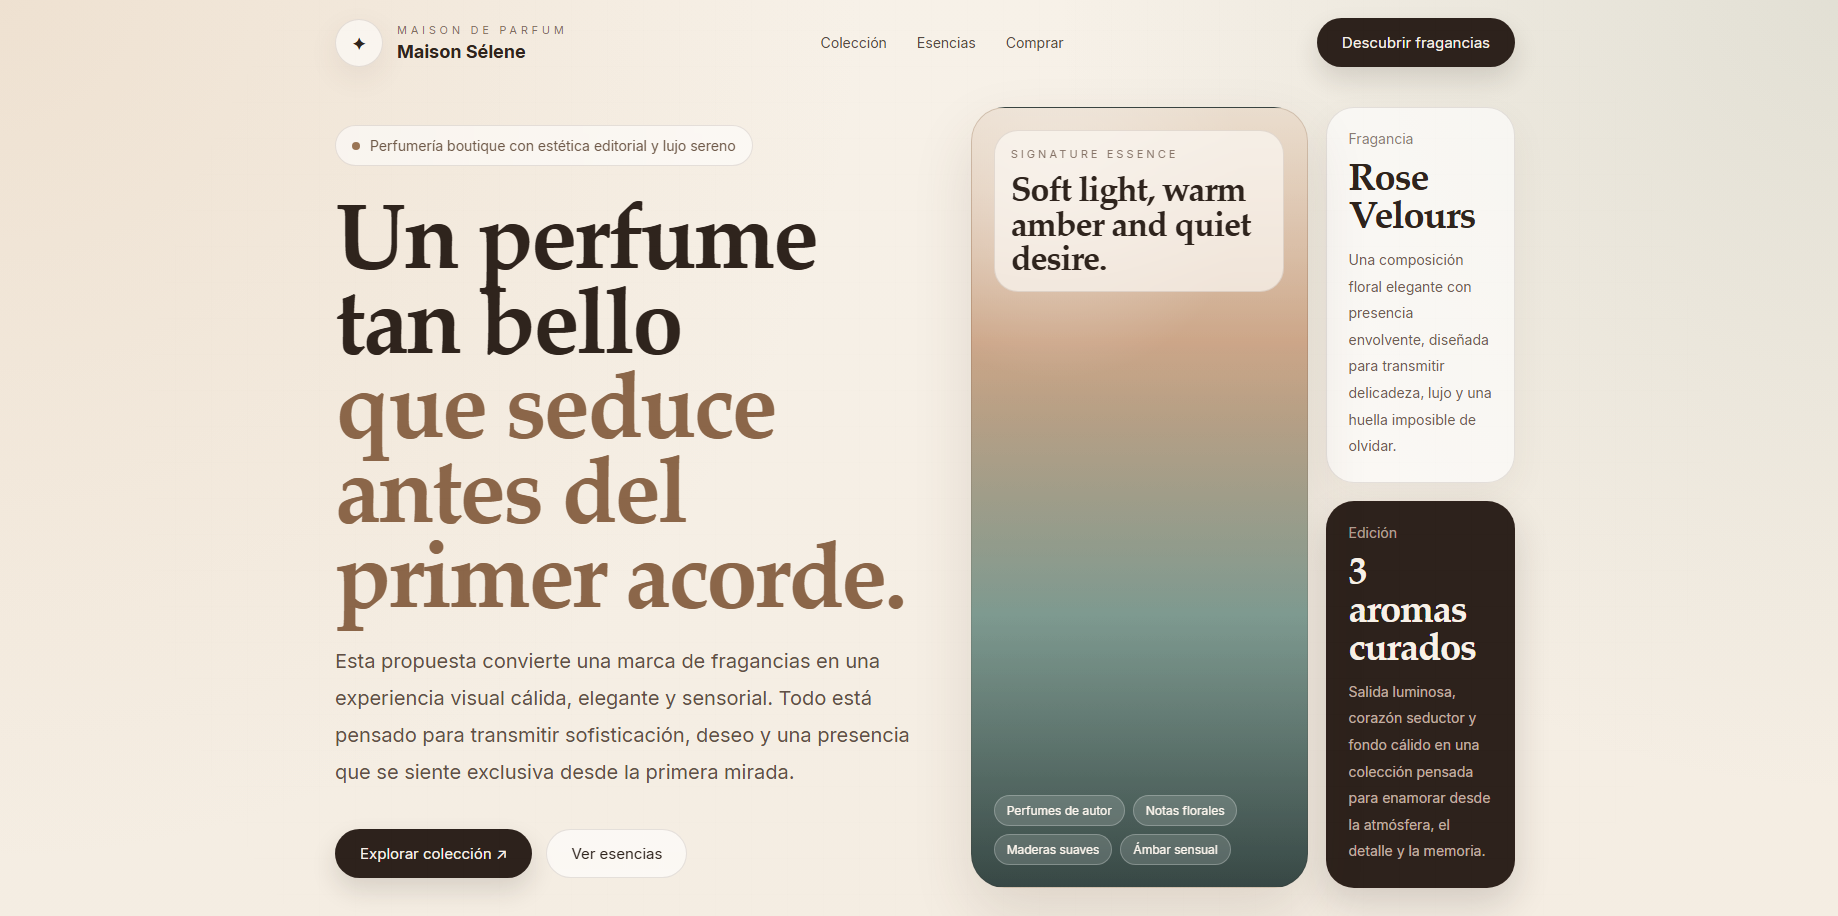 MAISON DE PARFUM
Maison Sélene
Colección
Esencias
Comprar
Descubrir fragancias
Perfumería boutique con estética editorial y lujo sereno
Un perfume
tan bello
que seduce
antes del
primer acorde.
Esta propuesta convierte una marca de fragancias en una
experiencia visual cálida, elegante y sensorial. Todo está
pensado para transmitir sofisticación, deseo y una presencia
que se siente exclusiva desde la primera mirada.
Explorar colección ↗
Ver esencias
SIGNATURE ESSENCE
Soft light, warm
amber and quiet
desire.
Perfumes de autor
Notas florales
Maderas suaves
Ámbar sensual
Fragancia
Rose
Velours
Una composición
floral elegante con
presencia
envolvente, diseñada
para transmitir
delicadeza, lujo y una
huella imposible de
olvidar.
Edición
3
aromas
curados
Salida luminosa,
corazón seductor y
fondo cálido en una
colección pensada
para enamorar desde
la atmósfera, el
detalle y la memoria.